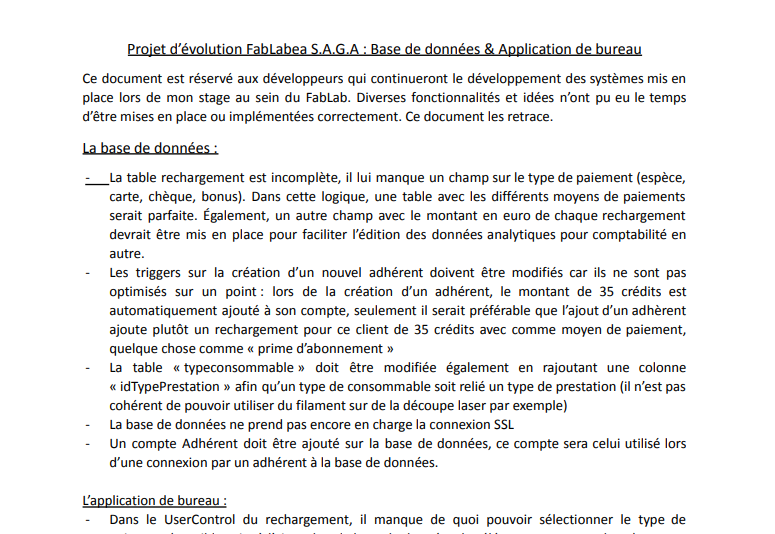 Projet d’évolution FabLabea S.A.G.A : Base de données & Application de bureau
Ce document est réservé aux développeurs qui continueront le développement des systèmes mis en
place lors de mon stage au sein du FabLab. Diverses fonctionnalités et idées n’ont pu eu le temps
d’être mises en place ou implémentées correctement. Ce document les retrace.
La base de données :
- La table rechargement est incomplète, il lui manque un champ sur le type de paiement (espèce,
carte, chèque, bonus). Dans cette logique, une table avec les différents moyens de paiements
serait parfaite. Également, un autre champ avec le montant en euro de chaque rechargement
devrait être mis en place pour faciliter l’édition des données analytiques pour comptabilité en
autre.
- Les triggers sur la création d’un nouvel adhérent doivent être modifiés car ils ne sont pas
optimisés sur un point : lors de la création d’un adhérent, le montant de 35 crédits est
automatiquement ajouté à son compte, seulement il serait préférable que l’ajout d’un adhèrent
ajoute plutôt un rechargement pour ce client de 35 crédits avec comme moyen de paiement,
quelque chose comme « prime d’abonnement »
- La table « typeconsommable » doit être modifiée également en rajoutant une colonne
« idTypePrestation » afin qu’un type de consommable soit relié un type de prestation (il n’est pas
cohérent de pouvoir utiliser du filament sur de la découpe laser par exemple)
- La base de données ne prend pas encore en charge la connexion SSL
- Un compte Adhérent doit être ajouté sur la base de données, ce compte sera celui utilisé lors
d’une connexion par un adhérent à la base de données.
L’application de bureau :
- Dans le UserControl du rechargement, il manque de quoi pouvoir sélectionner le type de